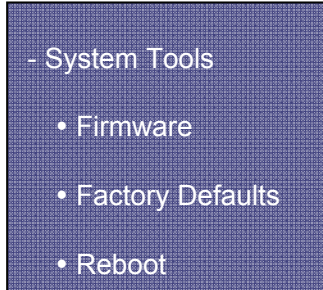 - System Tools
• Firmware
• Factory Defaults
• Reboot